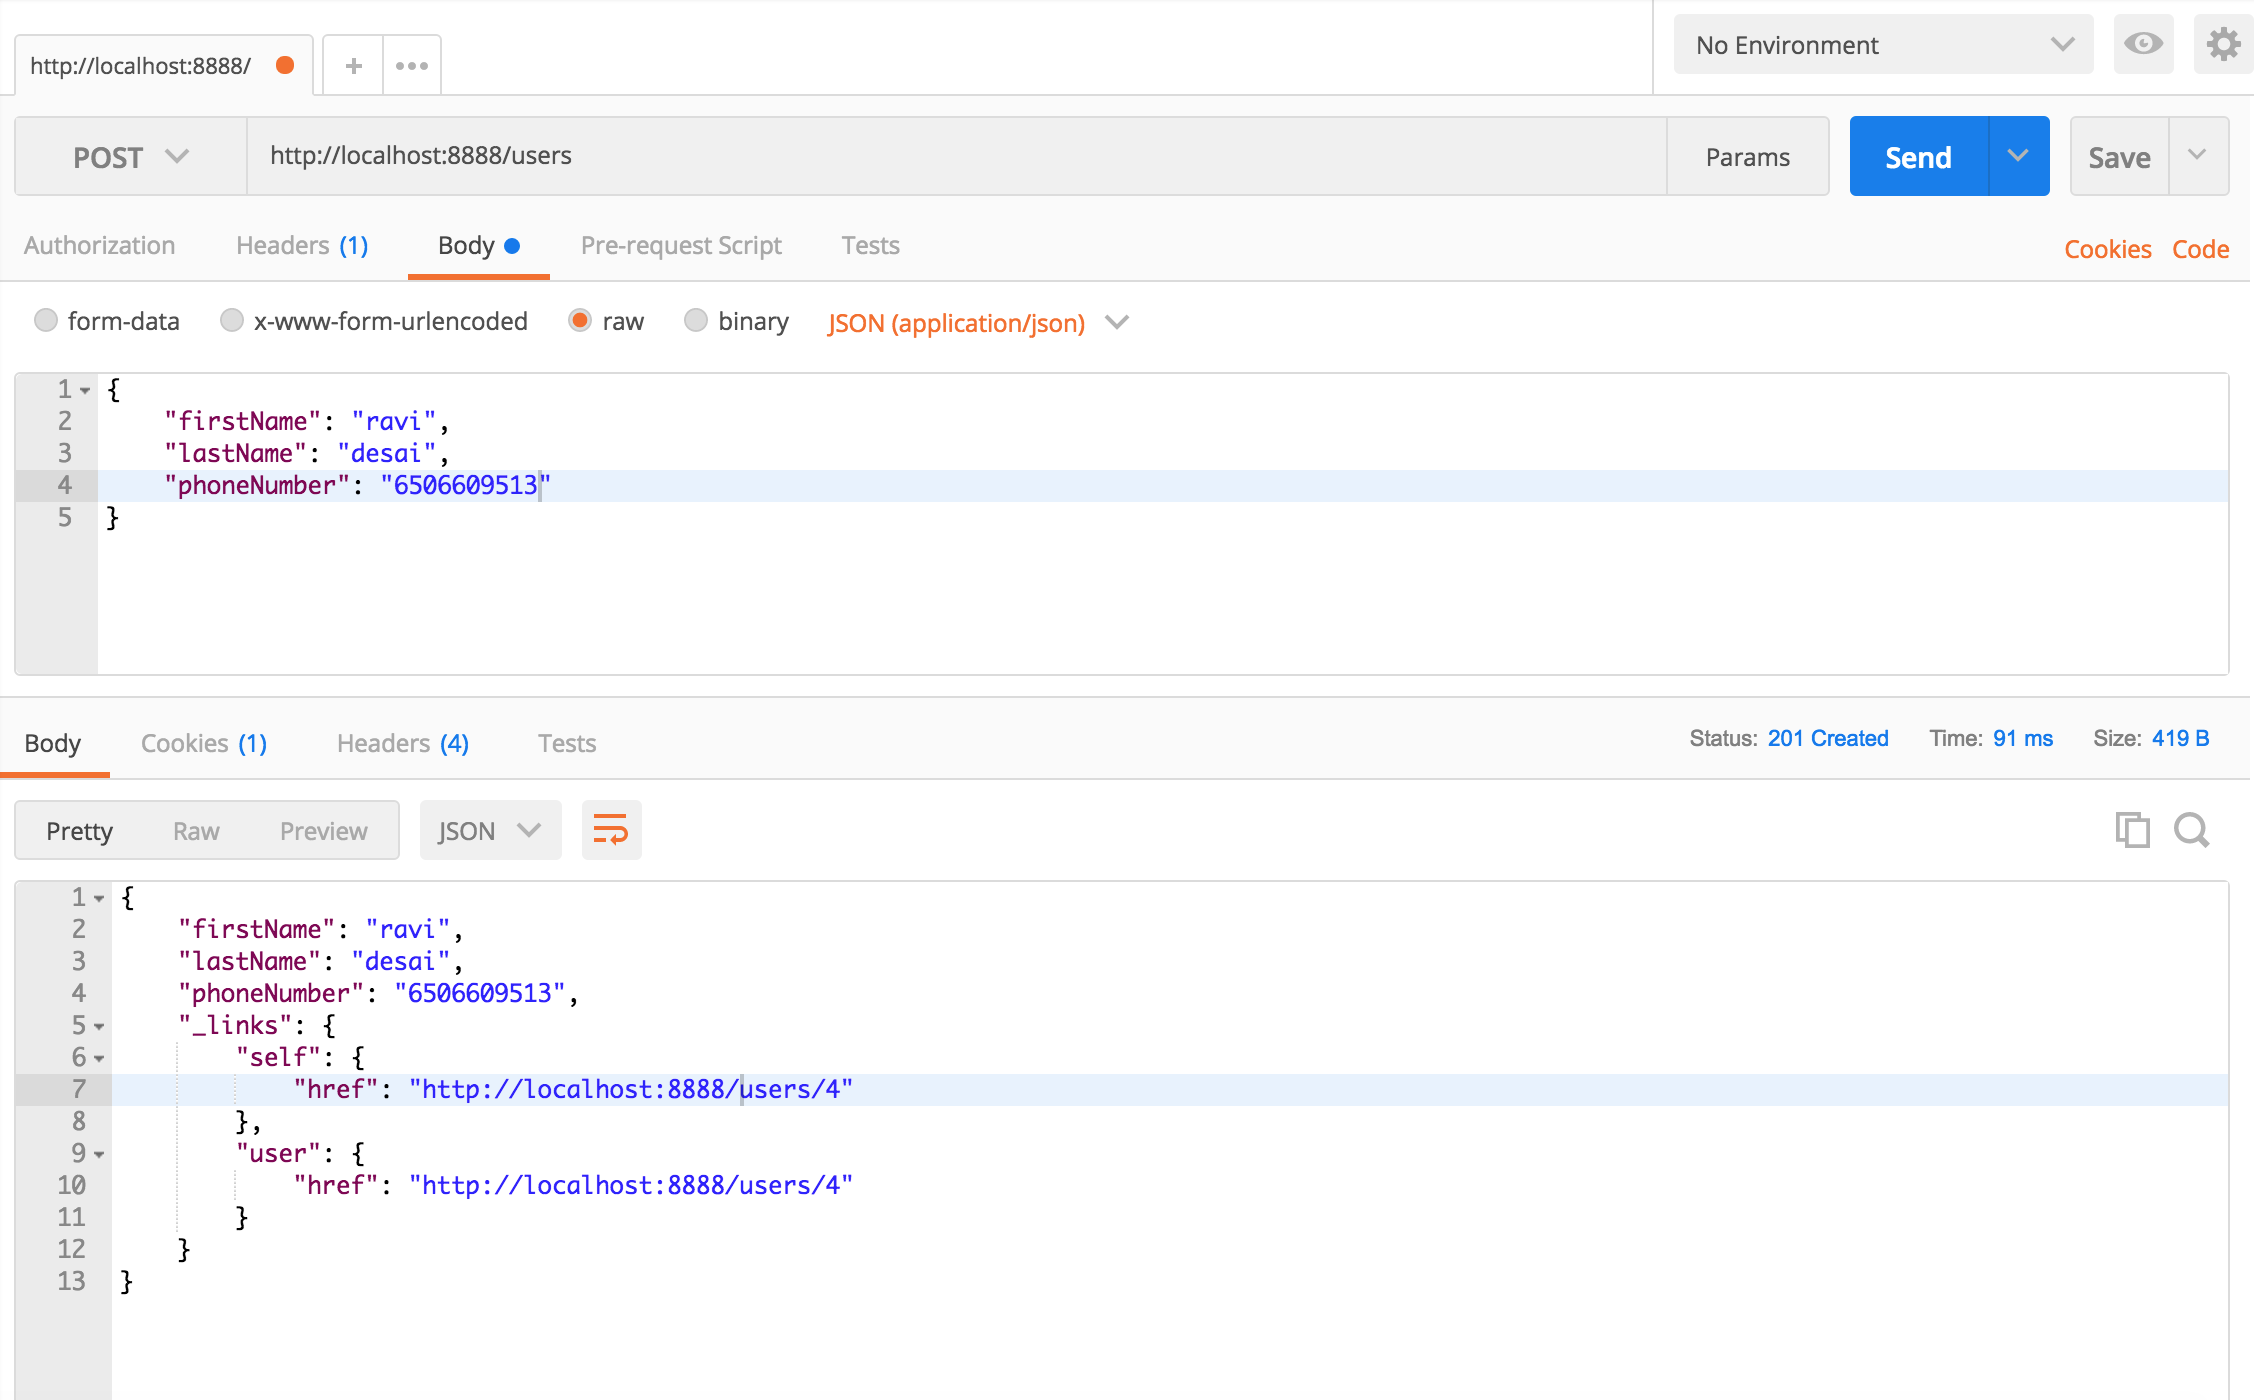 http://localhost:8888/
No Environment
POST http://localhost:8888/users Params Send Save
Authorization Headers (1) Body Pre-request Script Tests Cookies Code
form-data x-www-form-urlencoded raw binary JSON (application/json)
1 {
2 "firstName": "ravi",
3 "lastName": "desai",
4 "phoneNumber": "6506609513"
5 }
Body Cookies (1) Headers (4) Tests Status: 201 Created Time: 91 ms Size: 419 B
Pretty Raw Preview JSON
1 {
2 "firstName": "ravi",
3 "lastName": "desai",
4 "phoneNumber": "6506609513",
5 "_links": {
6 "self": {
7 "href": "http://localhost:8888/users/4"
8 },
9 "user": {
10 "href": "http://localhost:8888/users/4"
11 }
12 }
13 }